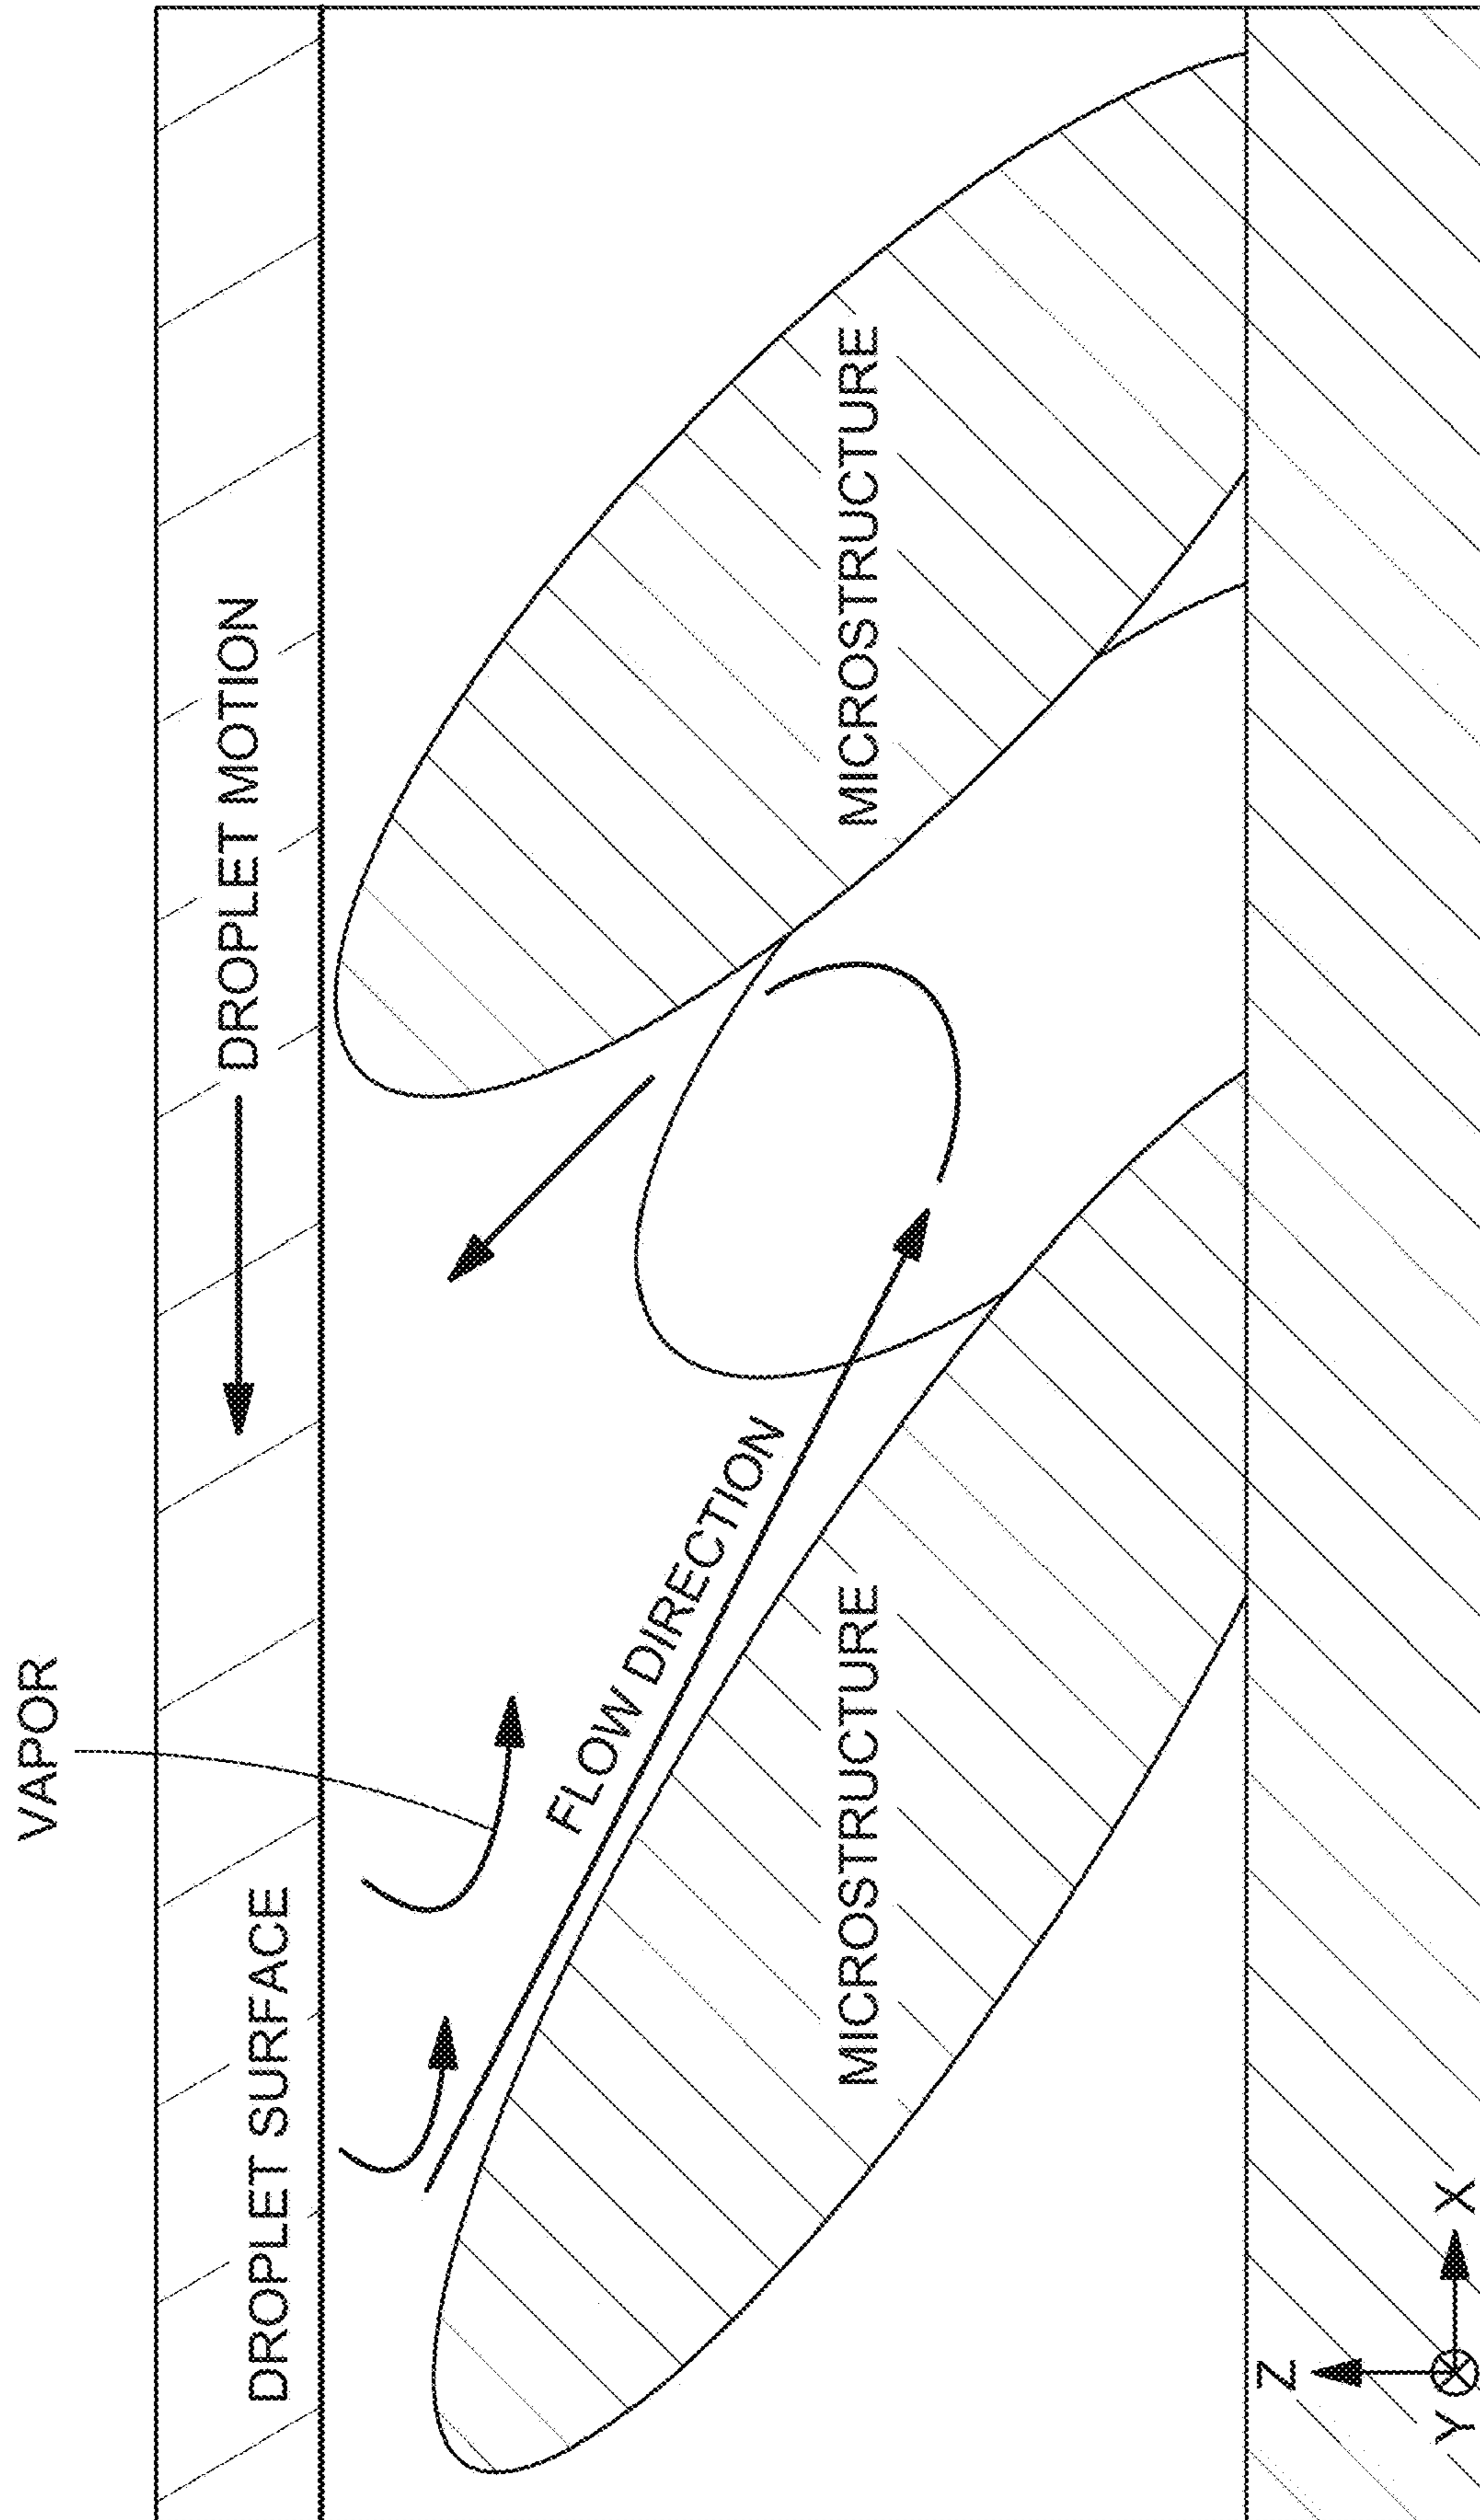 VAPOR
DROPLET SURFACE
DROPLET MOTION
FLOW DIRECTION
MICROSTRUCTURE
MICROSTRUCTURE
Z
Y
X